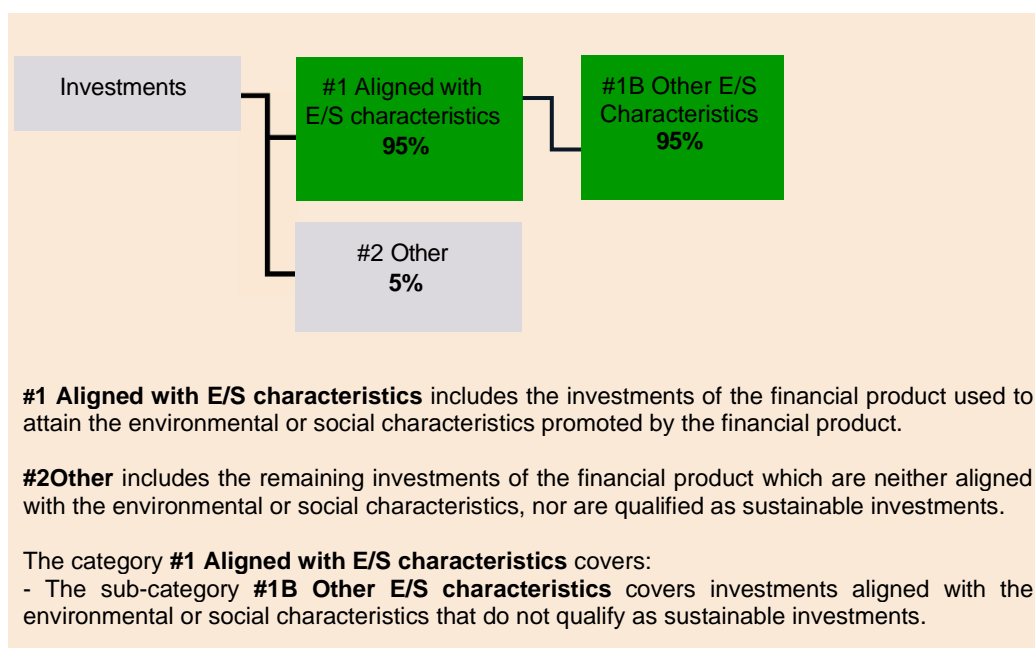 Investments
#1 Aligned with
E/S characteristics
95%
#1B Other E/S
Characteristics
95%
#2 Other
5%
#1 Aligned with E/S characteristics includes the investments of the financial product used to
attain the environmental or social characteristics promoted by the financial product.
#2Other includes the remaining investments of the financial product which are neither aligned
with the environmental or social characteristics, nor are qualified as sustainable investments.
The category #1 Aligned with E/S characteristics covers:
- The sub-category #1B Other E/S characteristics covers investments aligned with the
environmental or social characteristics that do not qualify as sustainable investments.